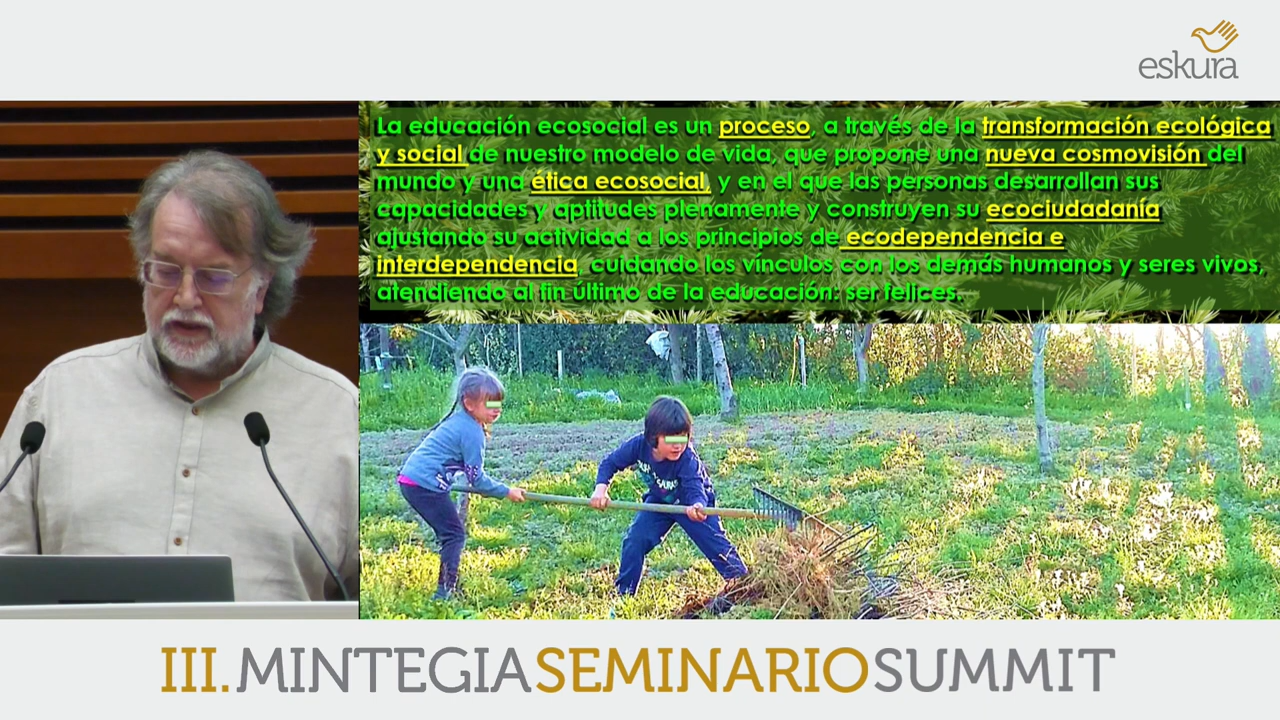 eskura
La educación ecosocial es un proceso, a través de la transformación ecológica
y social de nuestro modelo de vida, que propone una nueva cosmovisión del
mundo y una ética ecosocial, y en el que las personas desarrollan sus
capacidades y aptitudes plenamente y construyen su ecociudadanía
ajustando su actividad a los principios de ecodependencia e
interdependencia, cuidando los vínculos con los demás humanos y seres vivos,
atendiendo al fin último de la educación: ser felices.
III. MINTEGIA SEMINARIO SUMMIT